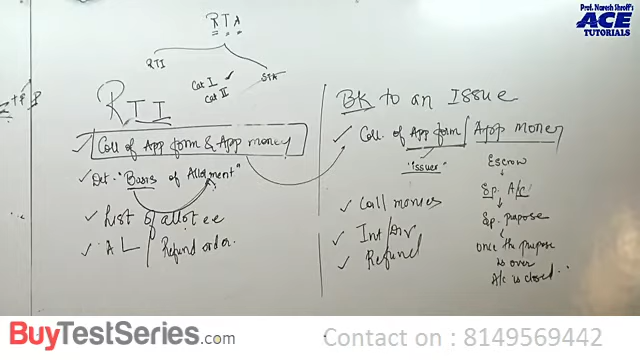 Prof. Naresh Shroff's
ACE
TUTORIALS
RTA
RTI
STA
Cat I
Cat II
RTI
Coll of App form & App money
Det. "Basis of Allotment"
List of allotee
AL / Refund order.
BK to an Issue
Coll. of App form / App money
"Issuer"
Call monies
Int/Div
Refund
Escrow
Sp. A/c
Sp. purpose
once the purpose
is over
A/c is closed..
BuyTestSeries.com
Contact on : 8149569442